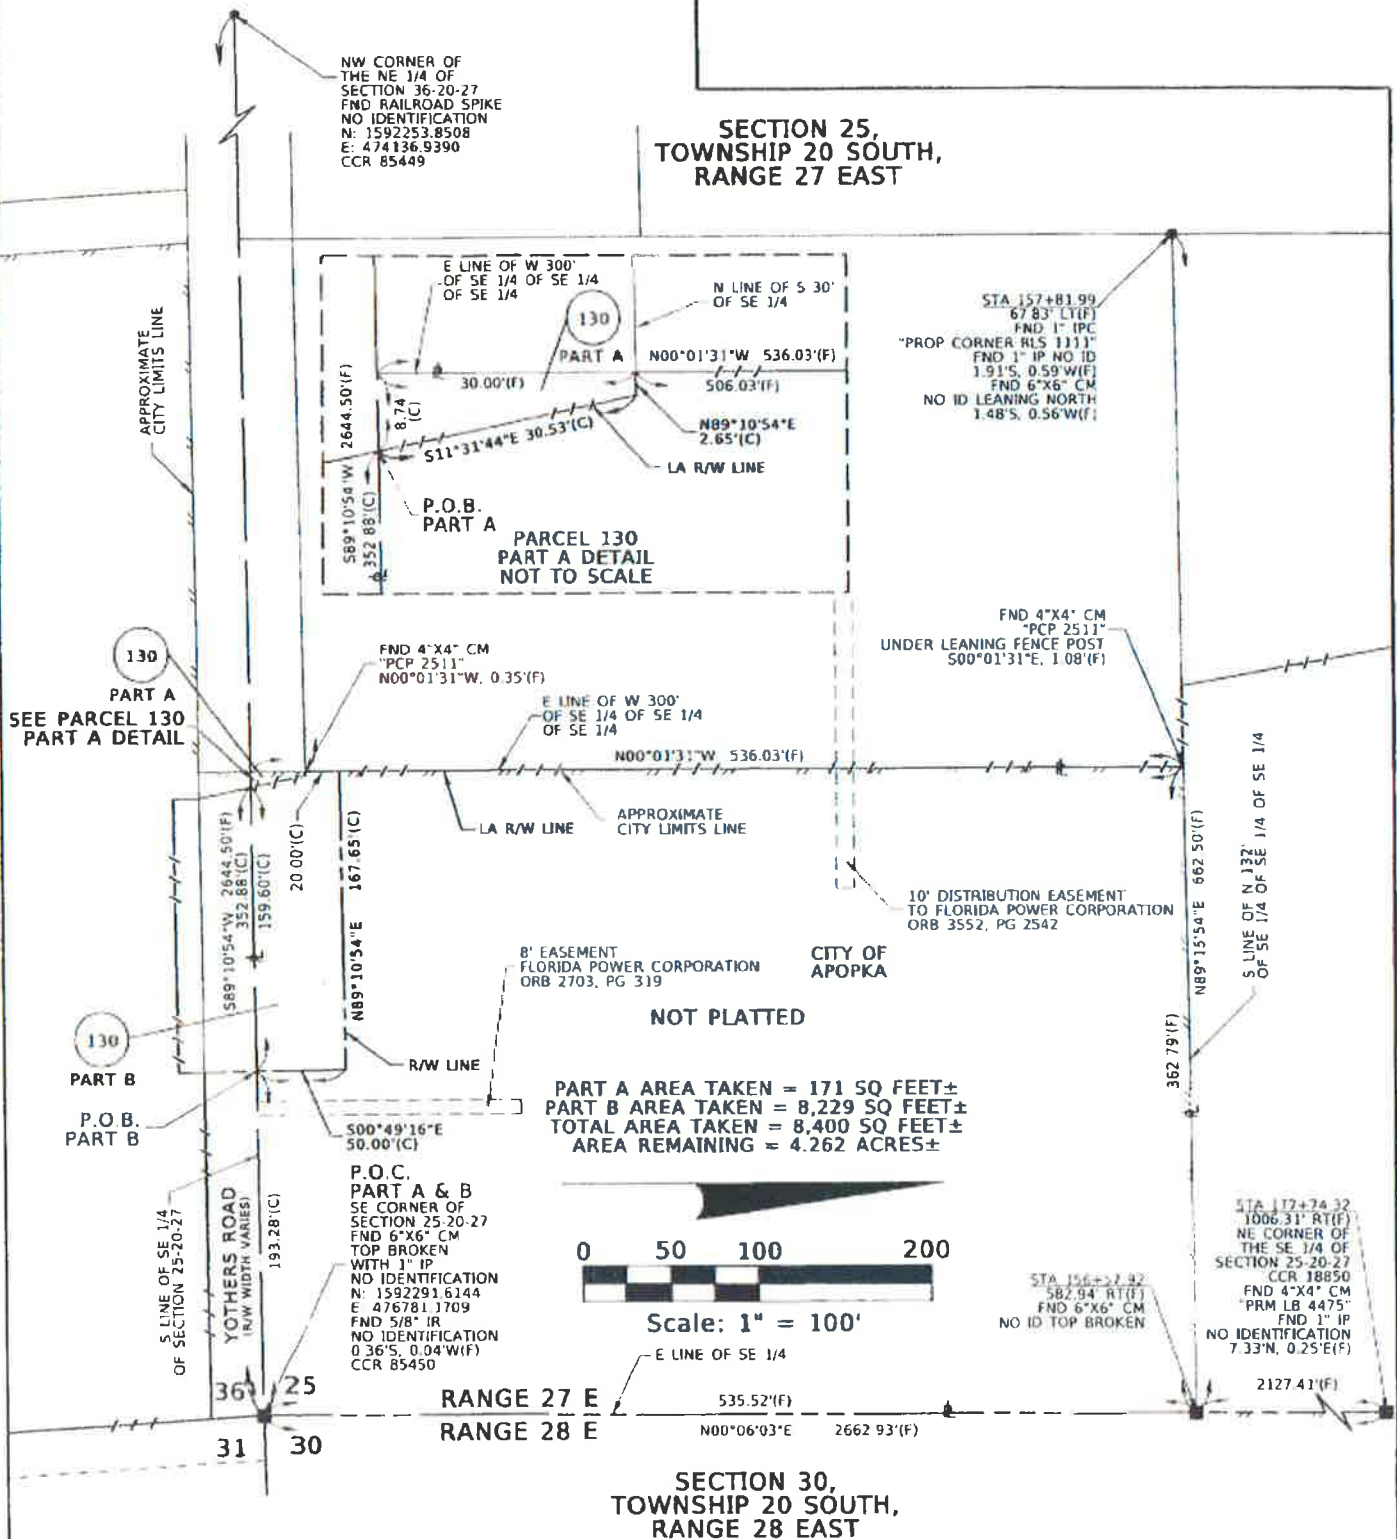 NW CORNER OF
THE NE 1/4 OF
SECTION 36-20-27
FND RAILROAD SPIKE
NO IDENTIFICATION
N: 1592253.8508
E: 474136.9390
CCR 85449
SECTION 25,
TOWNSHIP 20 SOUTH,
RANGE 27 EAST
APPROXIMATE
CITY LIMITS LINE
E LINE OF W 300'
OF SE 1/4 OF SE 1/4
OF SE 1/4
N LINE OF S 30'
OF SE 1/4
130
PART A
N00°01'31"W 536.03'(F)
30.00'(F)
506.03'(F)
S89°10'54"W 2644.50'(F)
8.74
(C)
352.88'(C)
S11°31'44"E 30.53'(C)
N89°10'54"E
2.65'(C)
LA R/W LINE
P.O.B.
PART A
PARCEL 130
PART A DETAIL
NOT TO SCALE
STA 157+81.99
67.83' LT(F)
FND 1" IPC
"PROP CORNER RLS 1111"
FND 1" IP NO ID
1.91'S, 0.59'W(F)
FND 6"X6" CM
NO ID LEANING NORTH
1.48'S, 0.56'W(F)
FND 4"X4" CM
"PCP 2511"
UNDER LEANING FENCE POST
S00°01'31"E, 1.08'(F)
130
PART A
SEE PARCEL 130
PART A DETAIL
FND 4"X4" CM
"PCP 2511"
N00°01'31"W, 0.35'(F)
E LINE OF W 300'
OF SE 1/4 OF SE 1/4
OF SE 1/4
N00°01'31"W 536.03'(F)
LA R/W LINE
APPROXIMATE
CITY LIMITS LINE
S89°10'54"W 2644.50'(F)
352.88'(C)
159.60'(C)
20.00'(C)
N89°10'54"E 167.65'(C)
10' DISTRIBUTION EASEMENT
TO FLORIDA POWER CORPORATION
ORB 3552, PG 2542
N89°15'54"E 662.50'(F)
362.79'(F)
S LINE OF N 132'
OF SE 1/4 OF SE 1/4 OF SE 1/4
8' EASEMENT
FLORIDA POWER CORPORATION
ORB 2703, PG 319
CITY OF
APOPKA
NOT PLATTED
130
PART B
P.O.B.
PART B
R/W LINE
S00°49'16"E
50.00'(C)
PART A AREA TAKEN = 171 SQ FEET±
PART B AREA TAKEN = 8,229 SQ FEET±
TOTAL AREA TAKEN = 8,400 SQ FEET±
AREA REMAINING = 4.262 ACRES±
S LINE OF SE 1/4
OF SECTION 25-20-27
YOTHERS ROAD
(R/W WIDTH VARIES)
193.28'(C)
P.O.C.
PART A & B
SE CORNER OF
SECTION 25-20-27
FND 6"X6" CM
TOP BROKEN
WITH 1" IP
NO IDENTIFICATION
N: 1592291.6144
E 476781.1709
FND 5/8" IR
NO IDENTIFICATION
0.36'S, 0.04'W(F)
CCR 85450
0 50 100 200
Scale: 1" = 100'
E LINE OF SE 1/4
STA 156+57.92
582.94' RT(F)
FND 6"X6" CM
NO ID TOP BROKEN
STA 177+74.32
1006.31' RT(F)
NE CORNER OF
THE SE 1/4 OF
SECTION 25-20-27
CCR 18850
FND 4"X4" CM
"PRM LB 4475"
FND 1" IP
NO IDENTIFICATION
7.33'N, 0.25'E(F)
2127.41'(F)
36 25
31 30
RANGE 27 E
RANGE 28 E
535.52'(F)
N00°06'03"E 2662.93'(F)
SECTION 30,
TOWNSHIP 20 SOUTH,
RANGE 28 EAST